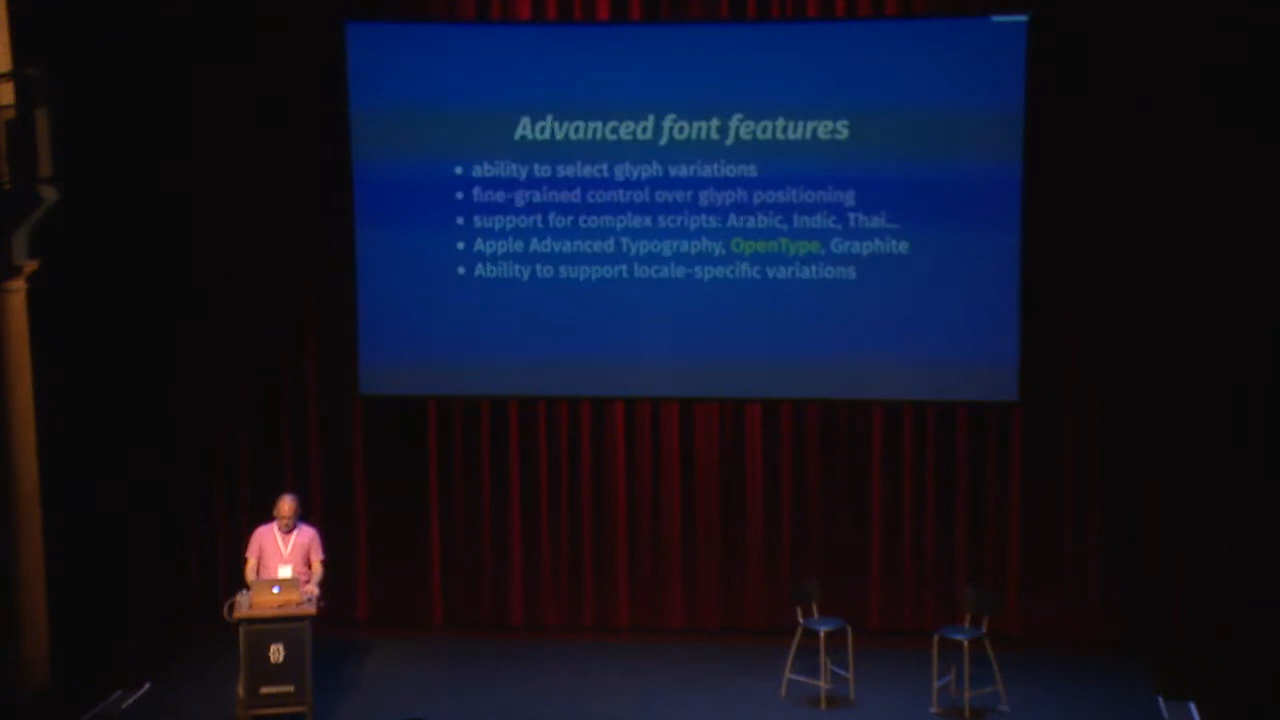 Advanced font features
• ability to select glyph variations
• fine-grained control over glyph positioning
• support for complex scripts: Arabic, Indic, Thai...
• Apple Advanced Typography, OpenType, Graphite
• Ability to support locale-specific variations